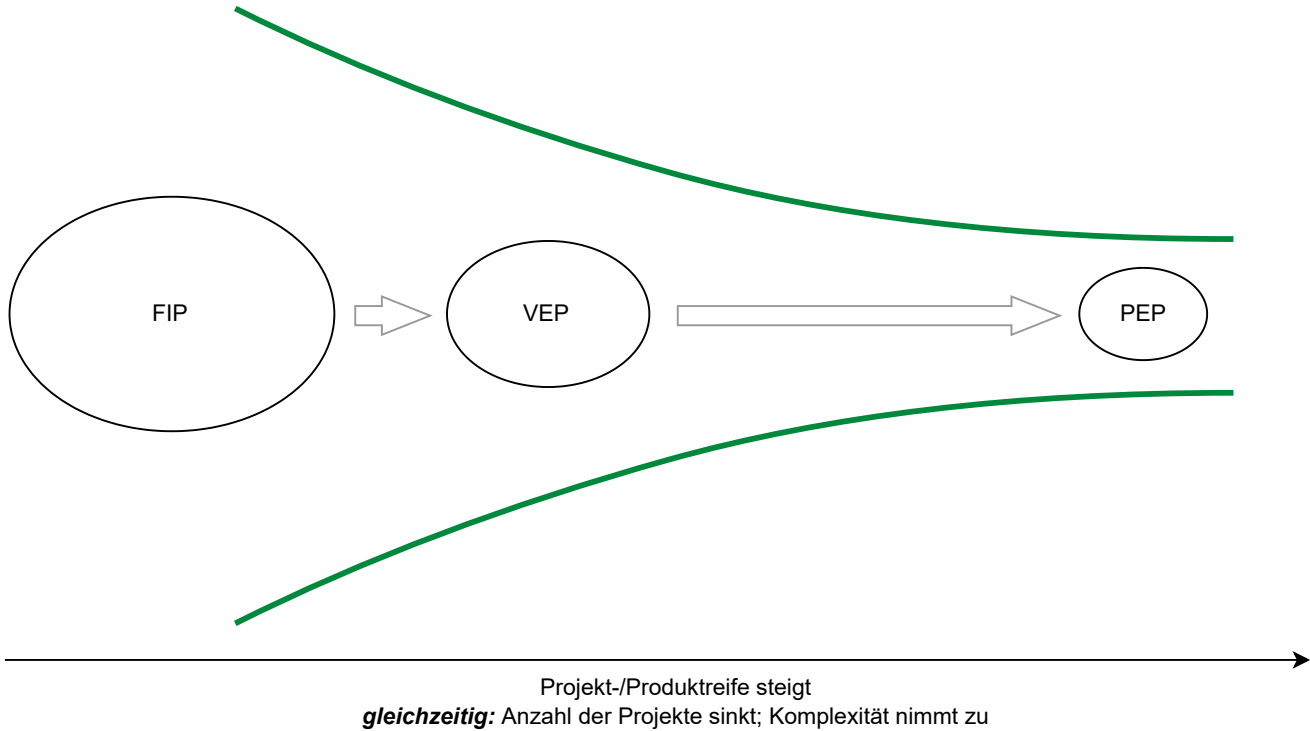 FIP
VEP
PEP
Projekt-/Produktreife steigt
gleichzeitig: Anzahl der Projekte sinkt; Komplexität nimmt zu